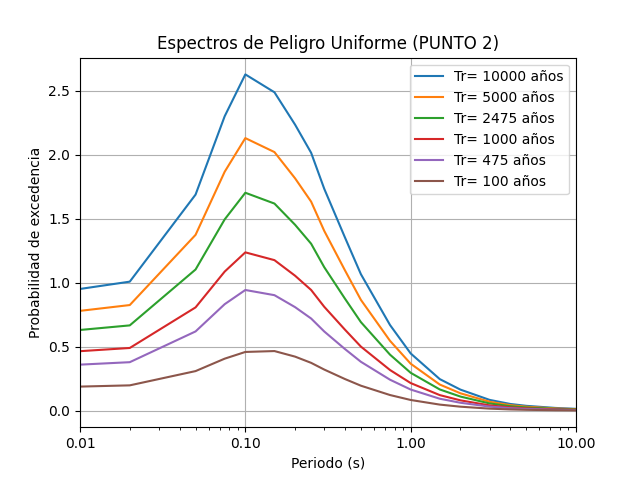 Espectros de Peligro Uniforme (PUNTO 2)
Tr= 10000 años
Tr= 5000 años
Tr= 2475 años
Tr= 1000 años
Tr= 475 años
Tr= 100 años
Probabilidad de excedencia
2.5
2.0
1.5
1.0
0.5
0.0
0.01 0.10 1.00 10.00
Periodo (s)